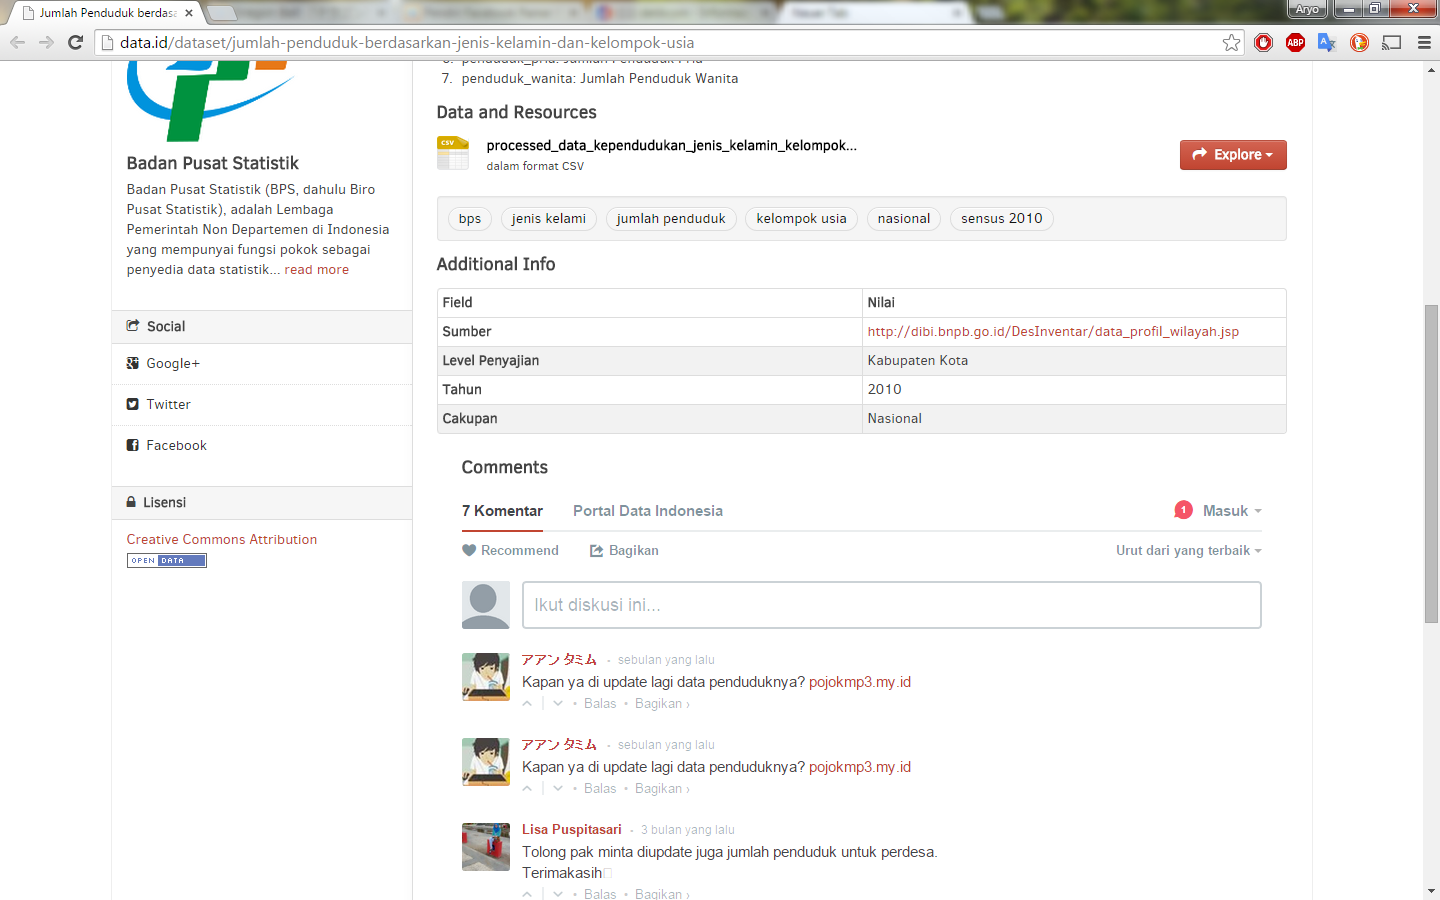 Jumlah Penduduk berdasa
Aryo
data.id/dataset/jumlah-penduduk-berdasarkan-jenis-kelamin-dan-kelompok-usia
ABP
7. penduduk_wanita: Jumlah Penduduk Wanita
Badan Pusat Statistik
Badan Pusat Statistik (BPS, dahulu Biro
Pusat Statistik), adalah Lembaga
Pemerintah Non Departemen di Indonesia
yang mempunyai fungsi pokok sebagai
penyedia data statistik... read more
Social
Google+
Twitter
Facebook
Lisensi
Creative Commons Attribution
OPEN DATA
Data and Resources
CSV
processed_data_kependudukan_jenis_kelamin_kelompok...
dalam format CSV
Explore
bps jenis kelami jumlah penduduk kelompok usia nasional sensus 2010
Additional Info
Field Nilai
Sumber http://dibi.bnpb.go.id/DesInventar/data_profil_wilayah.jsp
Level Penyajian Kabupaten Kota
Tahun 2010
Cakupan Nasional
Comments
7 Komentar Portal Data Indonesia 1 Masuk
Recommend Bagikan Urut dari yang terbaik
Ikut diskusi ini...
アアン タミム • sebulan yang lalu
Kapan ya di update lagi data penduduknya? pojokmp3.my.id
• Balas • Bagikan ›
アアン タミム • sebulan yang lalu
Kapan ya di update lagi data penduduknya? pojokmp3.my.id
• Balas • Bagikan ›
Lisa Puspitasari • 3 bulan yang lalu
Tolong pak minta diupdate juga jumlah penduduk untuk perdesa.
Terimakasih
• Balas • Bagikan ›